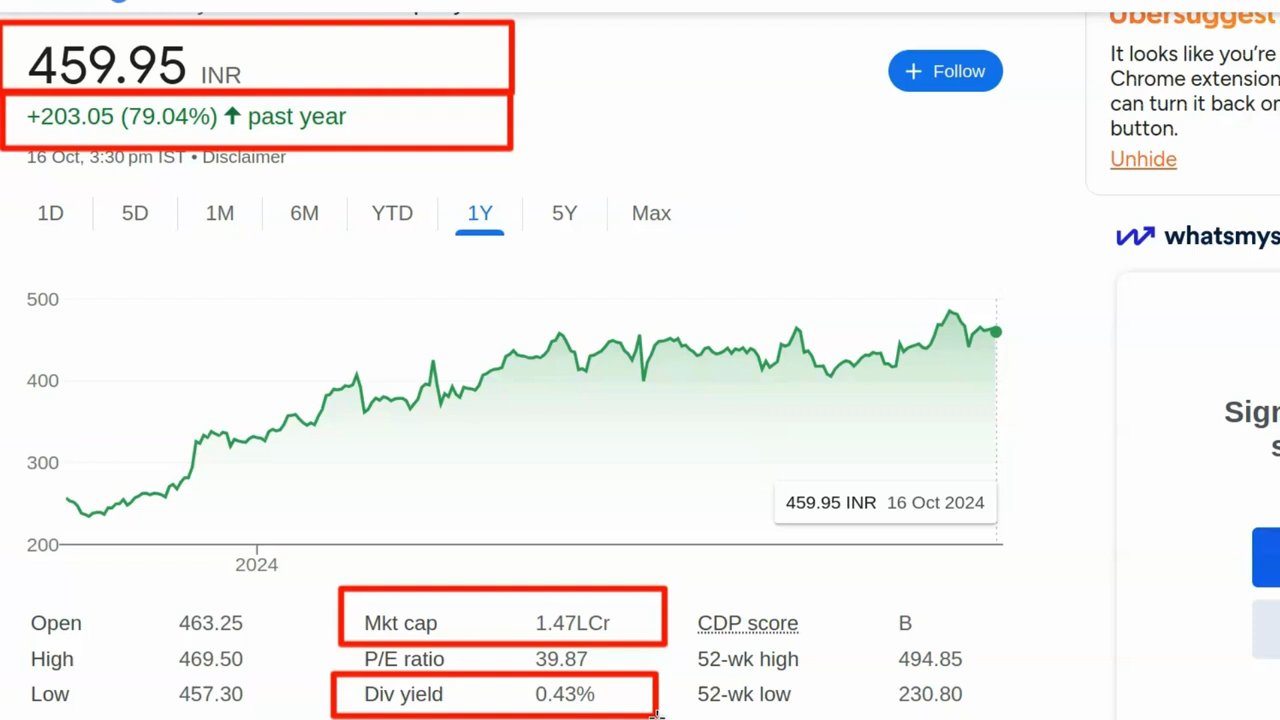 459.95 INR
+203.05 (79.04%) ↑ past year
16 Oct, 3:30 pm IST • Disclaimer
+ Follow
1D 5D 1M 6M YTD 1Y 5Y Max
500
400
300
200
2024
459.95 INR 16 Oct 2024
Open 463.25 Mkt cap 1.47LCr CDP score B
High 469.50 P/E ratio 39.87 52-wk high 494.85
Low 457.30 Div yield 0.43% 52-wk low 230.80
Ubersuggest
It looks like you're
Chrome extension
can turn it back on
button.
Unhide
whatsmys
Sign
s